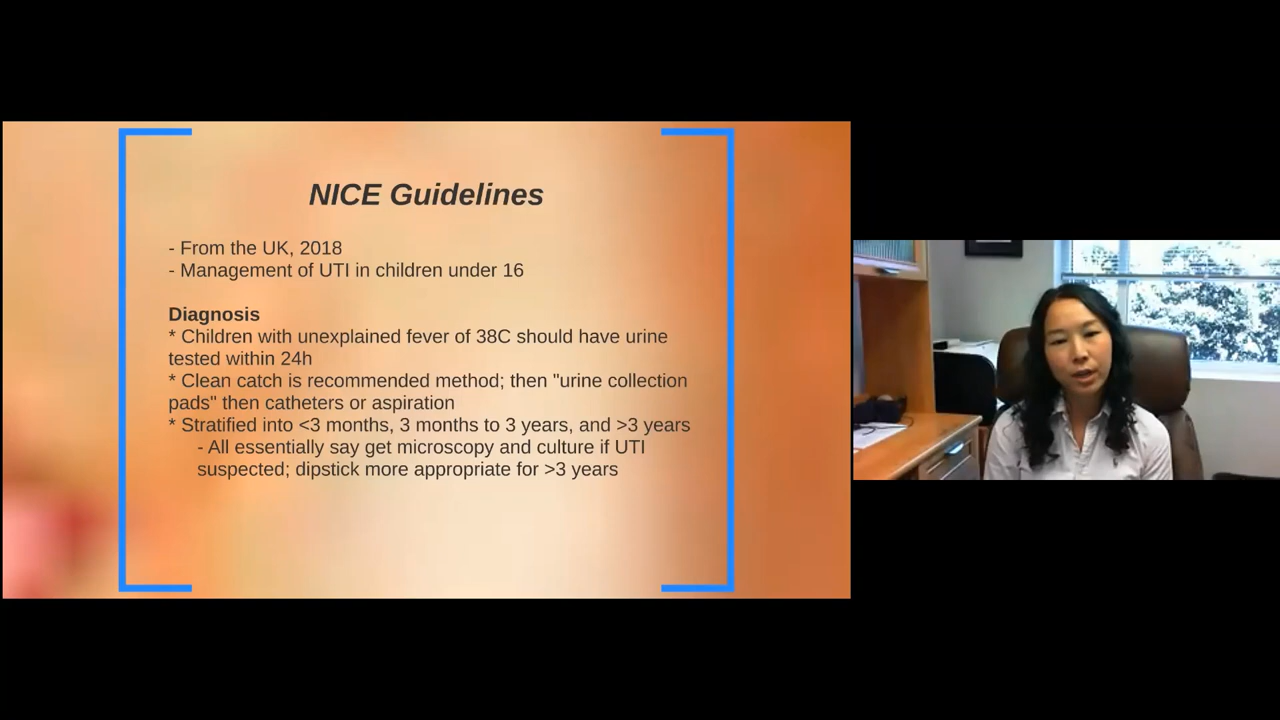 NICE Guidelines
- From the UK, 2018
- Management of UTI in children under 16
Diagnosis
* Children with unexplained fever of 38C should have urine
tested within 24h
* Clean catch is recommended method; then "urine collection
pads" then catheters or aspiration
* Stratified into <3 months, 3 months to 3 years, and >3 years
- All essentially say get microscopy and culture if UTI
suspected; dipstick more appropriate for >3 years